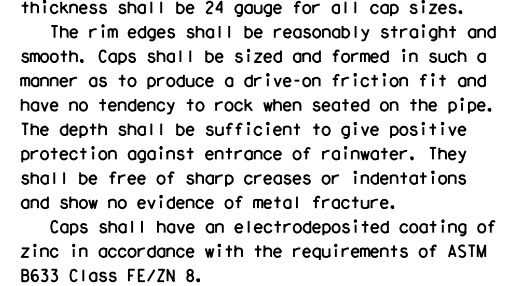 thickness shall be 24 gauge for all cap sizes.
The rim edges shall be reasonably straight and
smooth. Caps shall be sized and formed in such a
manner as to produce a drive-on friction fit and
have no tendency to rock when seated on the pipe.
The depth shall be sufficient to give positive
protection against entrance of rainwater. They
shall be free of sharp creases or indentations
and show no evidence of metal fracture.
Caps shall have an electrodeposited coating of
zinc in accordance with the requirements of ASTM
B633 Class FE/ZN 8.